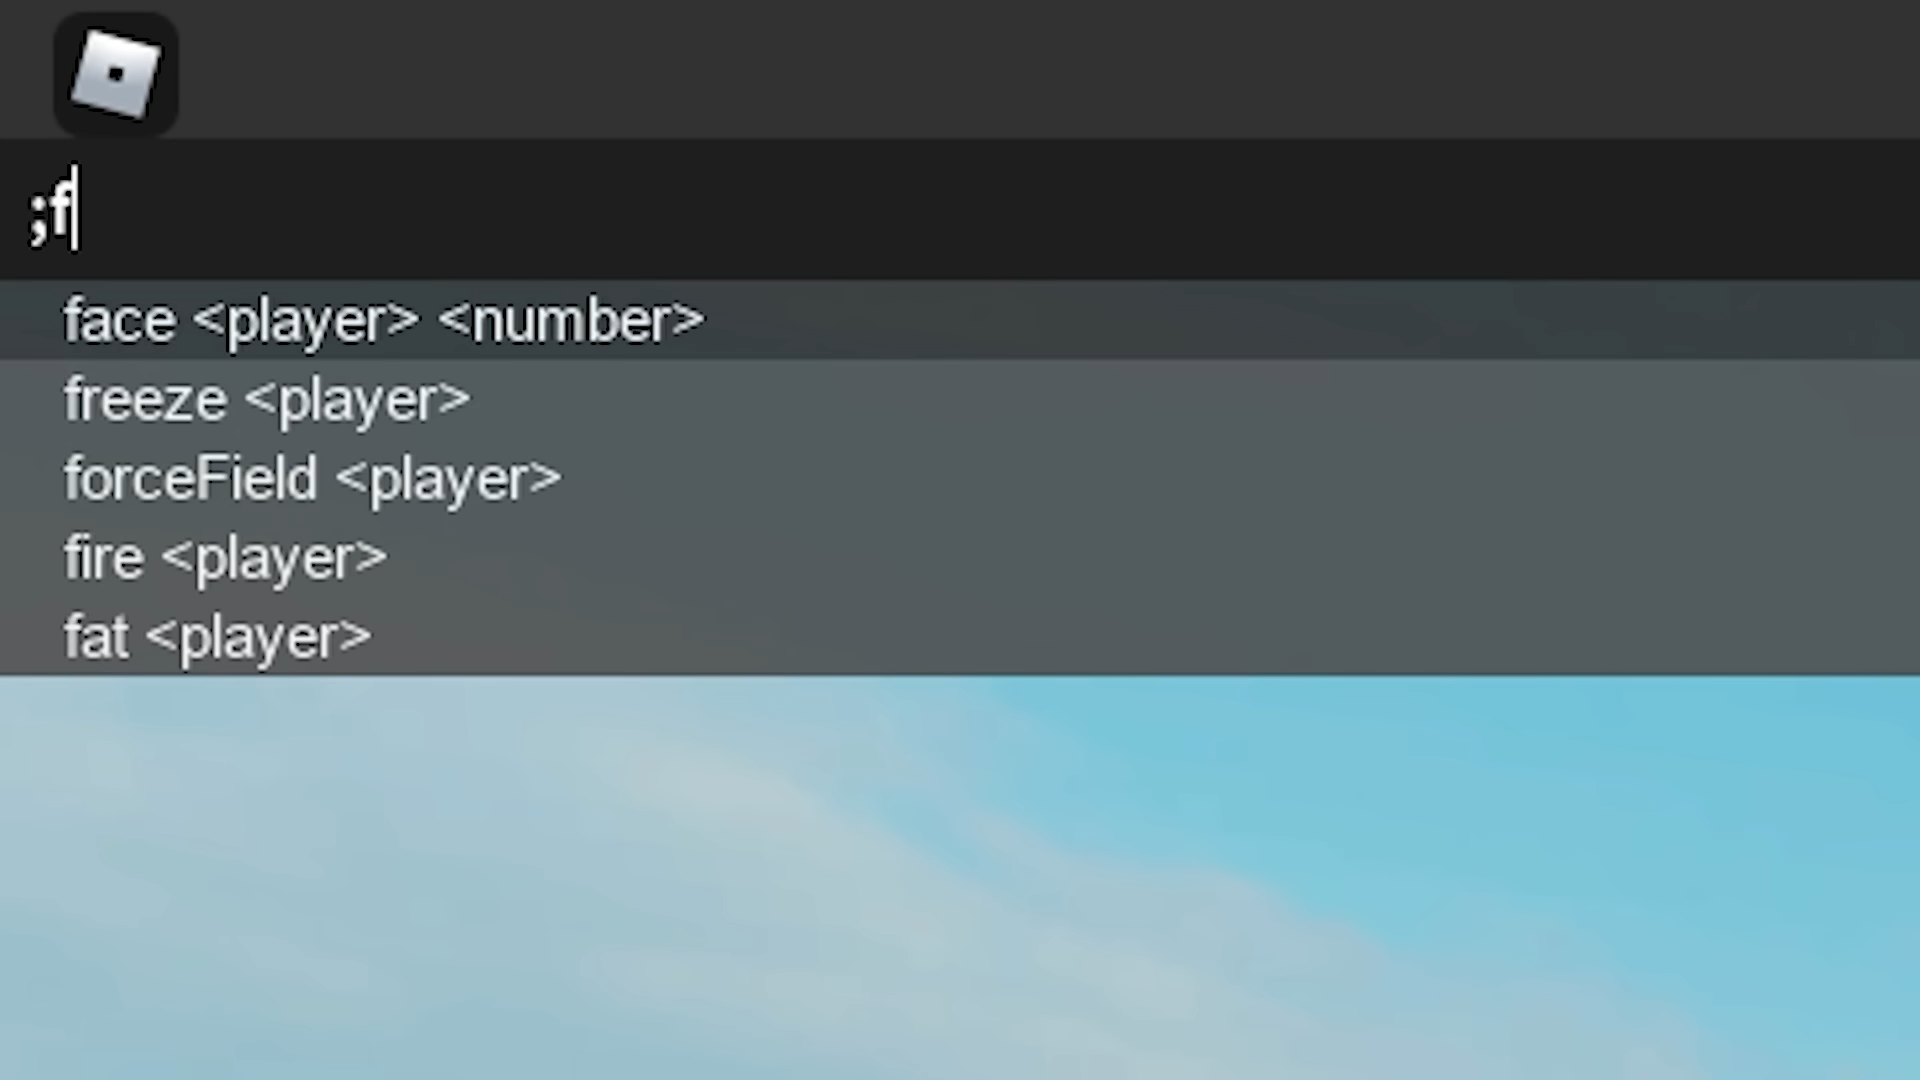 ;f
face <player> <number>
freeze <player>
forceField <player>
fire <player>
fat <player>